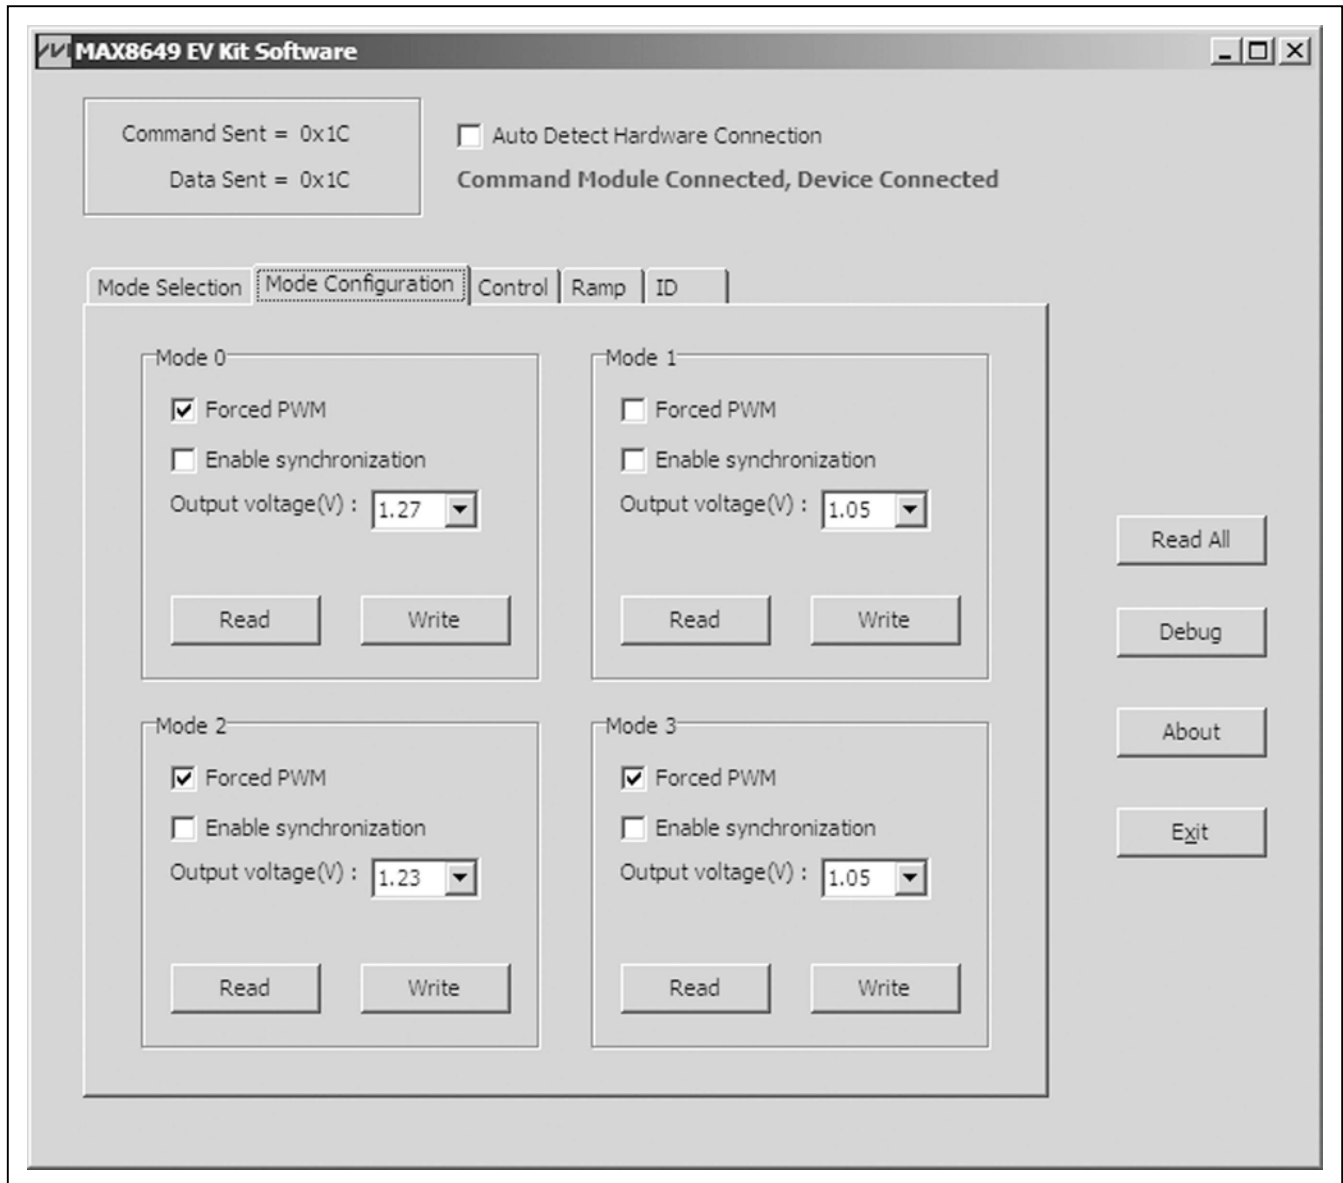 MAX8649 EV Kit Software
Command Sent = 0x1C
Data Sent = 0x1C
Auto Detect Hardware Connection
Command Module Connected, Device Connected
Mode Selection Mode Configuration Control Ramp ID
Mode 0
Forced PWM
Enable synchronization
Output voltage(V) : 1.27
Read Write
Mode 1
Forced PWM
Enable synchronization
Output voltage(V) : 1.05
Read Write
Mode 2
Forced PWM
Enable synchronization
Output voltage(V) : 1.23
Read Write
Mode 3
Forced PWM
Enable synchronization
Output voltage(V) : 1.05
Read Write
Read All
Debug
About
Exit